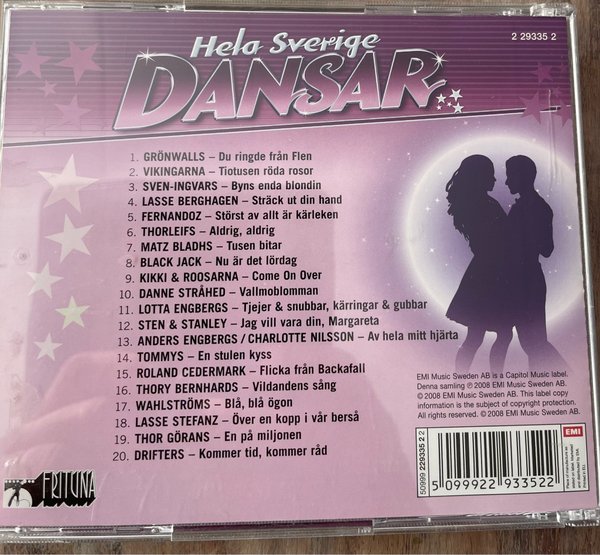 Hela Sverige
DANSAR
2 29335 2
1. GRÖNWALLS – Du ringde från Flen
2. VIKINGARNA – Tiotusen röda rosor
3. SVEN-INGVARS – Byns enda blondin
4. LASSE BERGHAGEN – Sträck ut din hand
5. FERNANDOZ – Störst av allt är kärleken
6. THORLEIFS – Aldrig, aldrig
7. MATZ BLADHS – Tusen bitar
8. BLACK JACK – Nu är det lördag
9. KIKKI & ROOSARNA – Come On Over
10. DANNE STRÅHED – Vallmoblomman
11. LOTTA ENGBERGS – Tjejer & snubbar, kärringar & gubbar
12. STEN & STANLEY – Jag vill vara din, Margareta
13. ANDERS ENGBERGS / CHARLOTTE NILSSON – Av hela mitt hjärta
14. TOMMYS – En stulen kyss
15. ROLAND CEDERMARK – Flicka från Backafall
16. THORY BERNHARDS – Vildandens sång
17. WAHLSTRÖMS – Blå, blå ögon
18. LASSE STEFANZ – Över en kopp i vår berså
19. THOR GÖRANS – En på miljonen
20. DRIFTERS – Kommer tid, kommer råd
EMI Music Sweden AB is a Capitol Music label.
Denna samling ℗ 2008 EMI Music Sweden AB.
© 2008 EMI Music Sweden AB. This label copy
information is the subject of copyright protection.
All rights reserved. © 2008 EMI Music Sweden AB.
FRITUNA
50999 229335 2 2
5 099922 933522
EMI